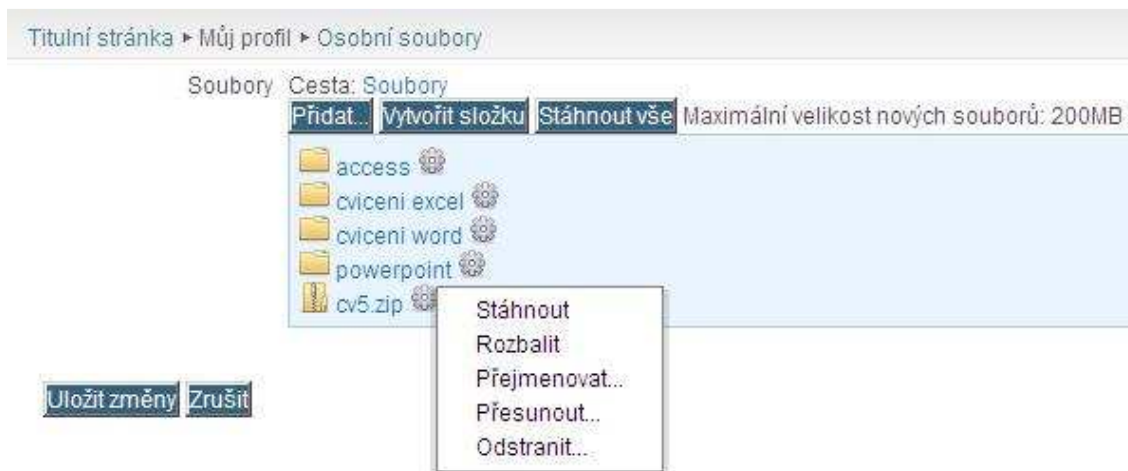 Titulní stránka ► Můj profil ► Osobní soubory
Soubory Cesta: Soubory
Přidat... Vytvořit složku Stáhnout vše Maximální velikost nových souborů: 200MB
access
cviceni excel
cviceni word
powerpoint
cv5.zip
Stáhnout
Rozbalit
Přejmenovat...
Přesunout...
Odstranit...
Uložit změny Zrušit